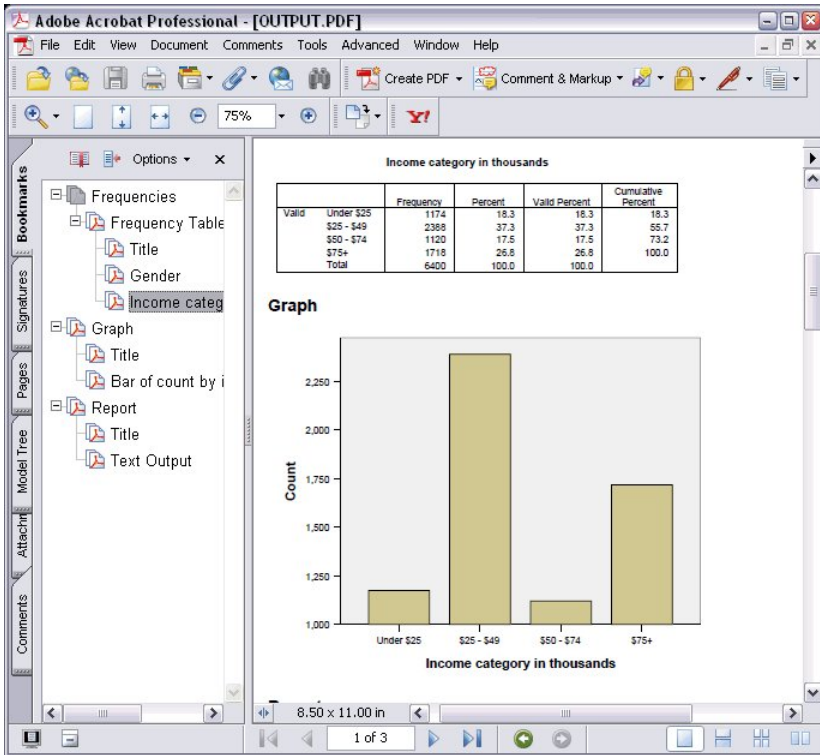 Adobe Acrobat Professional - [OUTPUT.PDF]
File Edit View Document Comments Tools Advanced Window Help
Create PDF Comment & Markup
75% Y!
Options x
Bookmarks
Signatures
Pages
Model Tree
Attachn
Comments
Frequencies
Frequency Table
Title
Gender
Income categ
Graph
Title
Bar of count by i
Report
Title
Text Output
Income category in thousands
Frequency Percent Valid Percent Cumulative Percent
Valid Under $25 1174 18.3 18.3 18.3
$25 - $49 2388 37.3 37.3 55.7
$50 - $74 1120 17.5 17.5 73.2
$75+ 1718 26.8 26.8 100.0
Total 6400 100.0 100.0
Graph
2,250
2,000
1,750
1,500
1,250
1,000
Count
Under $25 $25 - $49 $50 - $74 $75+
Income category in thousands
8.50 x 11.00 in
1 of 3